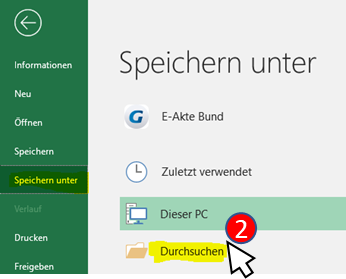 Speichern unter
Informationen
Neu
Öffnen
Speichern
Speichern unter
Verlauf
Drucken
Freigeben
E-Akte Bund
Zuletzt verwendet
Dieser PC
2
Durchsuchen